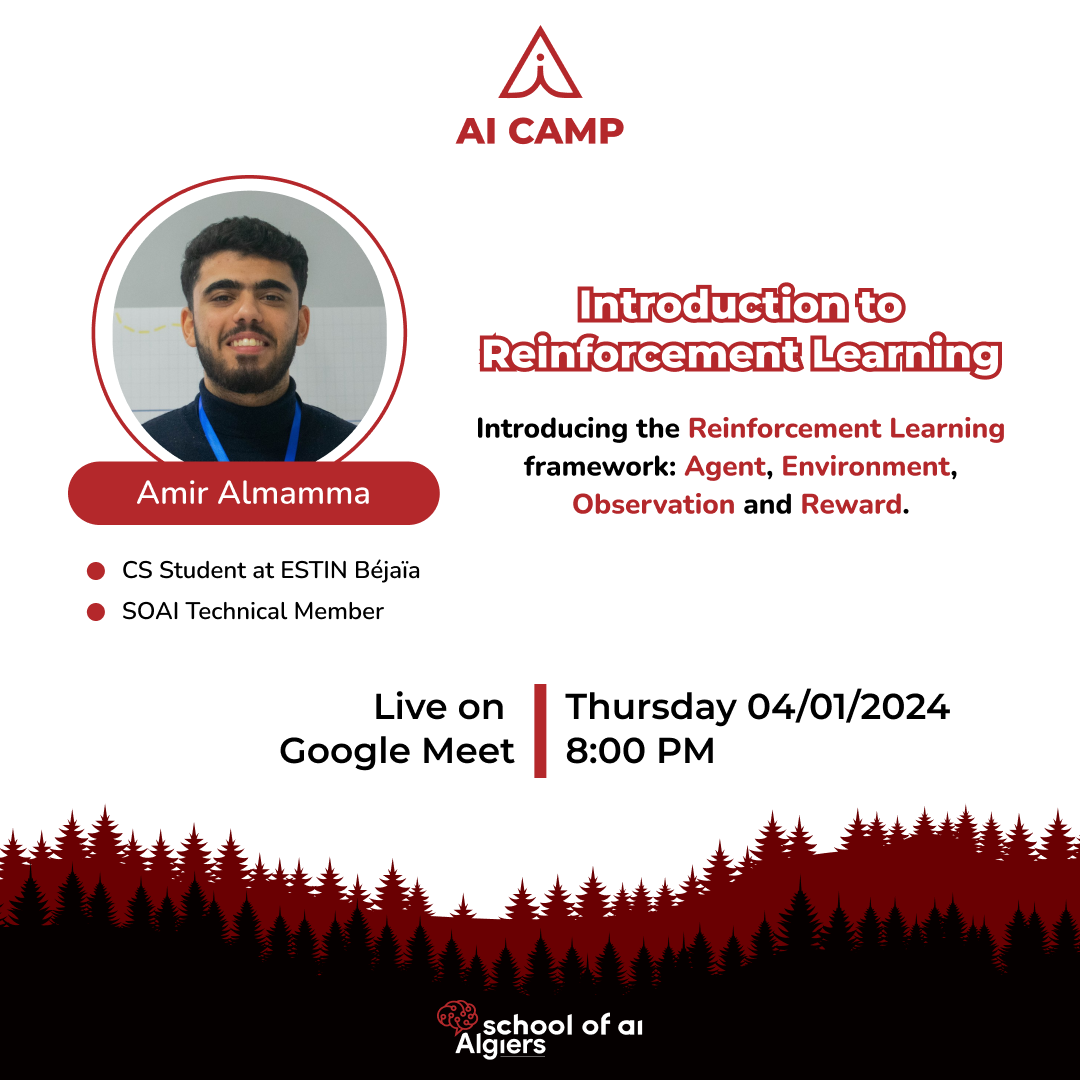 AI CAMP
Introduction to
Reinforcement Learning
Introducing the Reinforcement Learning
framework: Agent, Environment,
Observation and Reward.
Amir Almamma
CS Student at ESTIN Béjaïa
SOAI Technical Member
Live on
Google Meet
Thursday 04/01/2024
8:00 PM
school of ai
Algiers